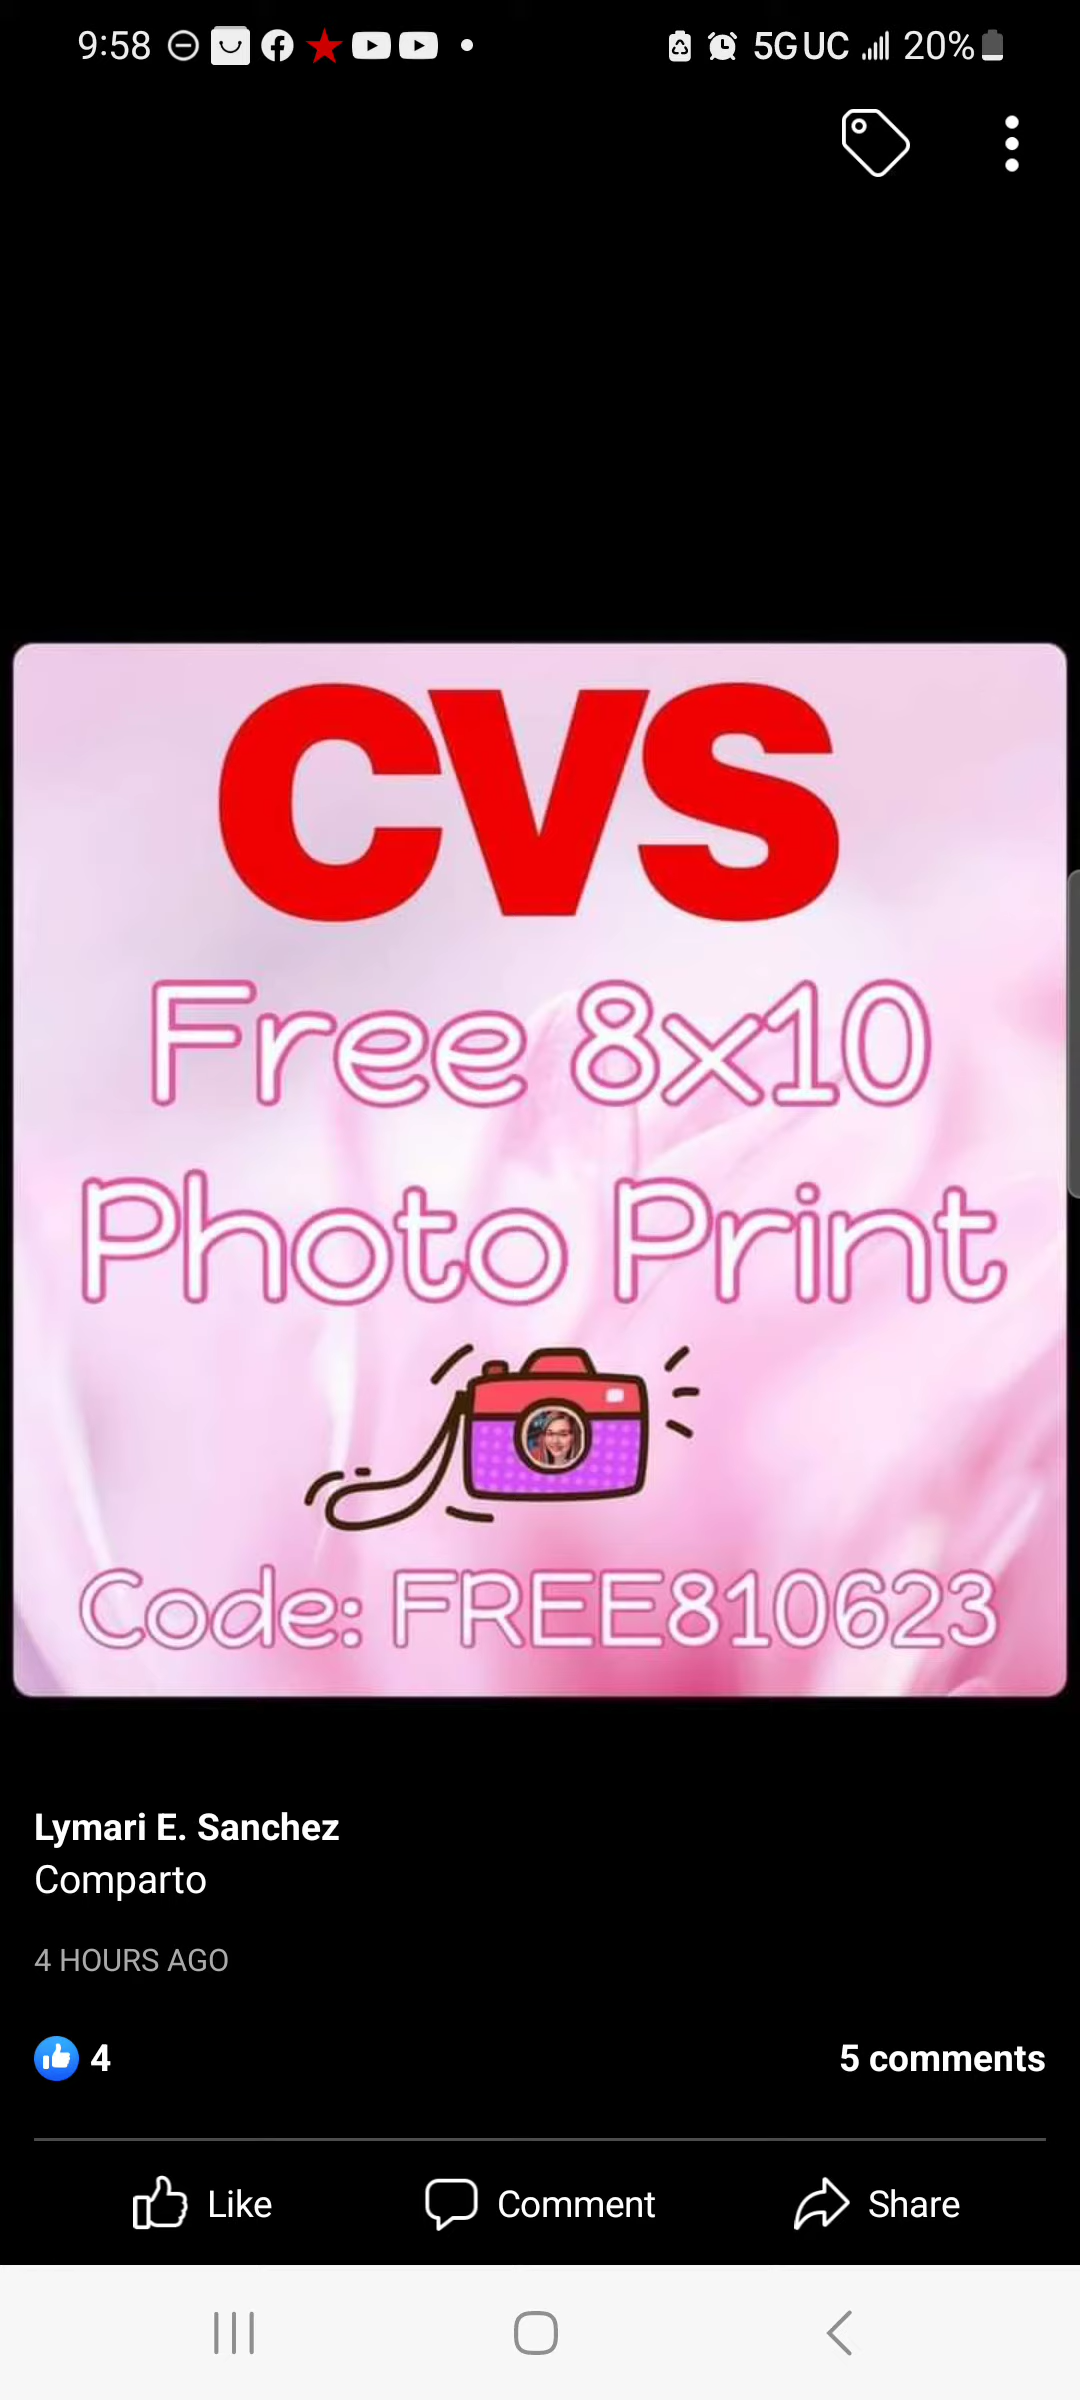 9:58
5G UC 20%
CVS
Free 8x10
Photo Print
Code: FREE810623
Lymari E. Sanchez
Comparto
4 HOURS AGO
4 5 comments
Like Comment Share